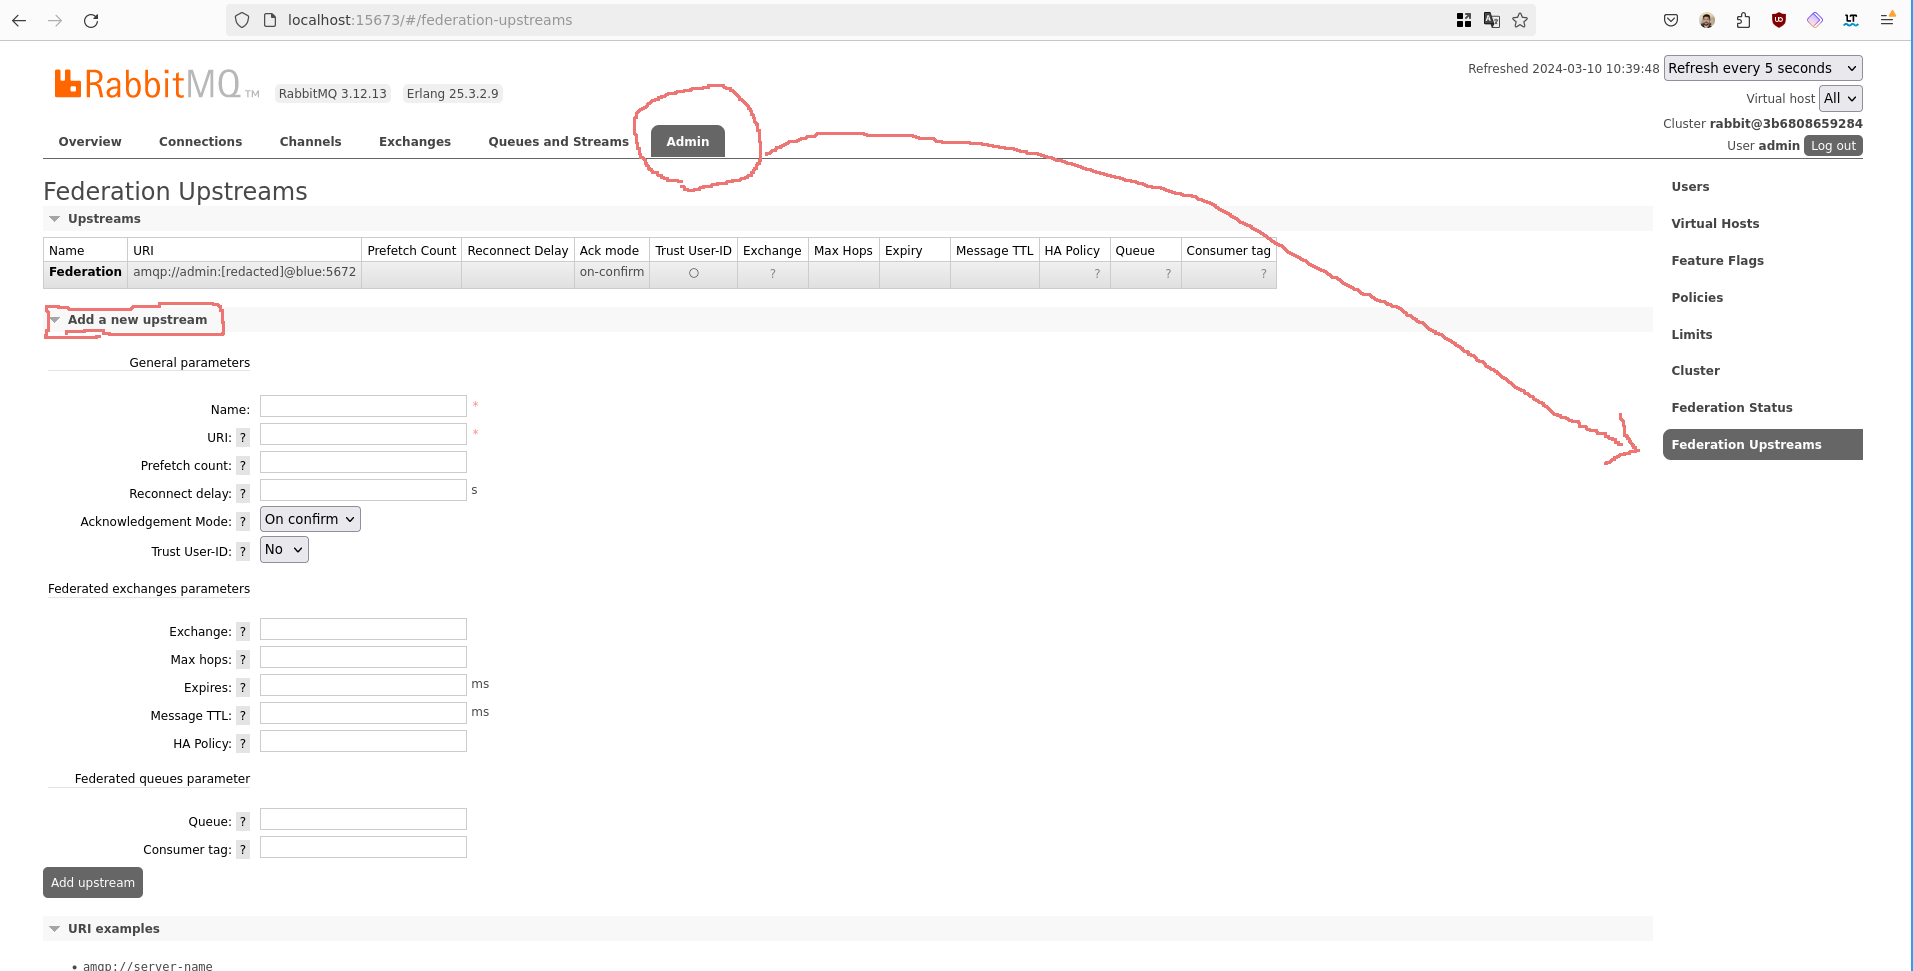 localhost:15673/#/federation-upstreams
RabbitMQ TM RabbitMQ 3.12.13 Erlang 25.3.2.9
Refreshed 2024-03-10 10:39:48 Refresh every 5 seconds
Virtual host All
Cluster rabbit@3b6808659284
User admin Log out
Overview Connections Channels Exchanges Queues and Streams Admin
Federation Upstreams
Upstreams
Name URI Prefetch Count Reconnect Delay Ack mode Trust User-ID Exchange Max Hops Expiry Message TTL HA Policy Queue Consumer tag
Federation amqp://admin:[redacted]@blue:5672 on-confirm ○ ? ? ? ?
Add a new upstream
General parameters
Name: *
URI: ? *
Prefetch count: ?
Reconnect delay: ? s
Acknowledgement Mode: ? On confirm
Trust User-ID: ? No
Federated exchanges parameters
Exchange: ?
Max hops: ?
Expires: ? ms
Message TTL: ? ms
HA Policy: ?
Federated queues parameter
Queue: ?
Consumer tag: ?
Add upstream
URI examples
• amqp://server-name
Users
Virtual Hosts
Feature Flags
Policies
Limits
Cluster
Federation Status
Federation Upstreams